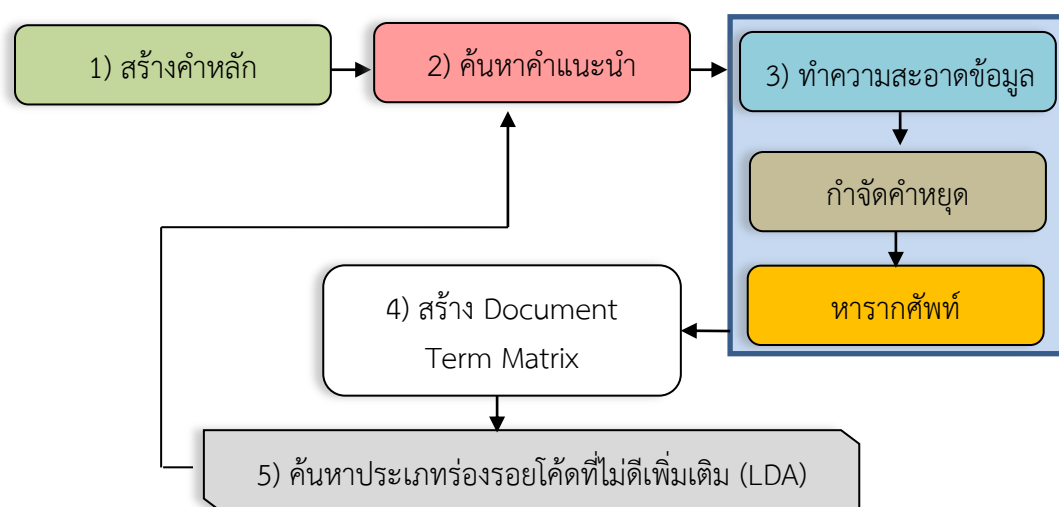 1) สร้างคำหลัก
2) ค้นหาคำแนะนำ
3) ทำความสะอาดข้อมูล
กำจัดคำหยุด
หารากศัพท์
4) สร้าง Document
Term Matrix
5) ค้นหาประเภทร่องรอยโค้ดที่ไม่ดีเพิ่มเติม (LDA)